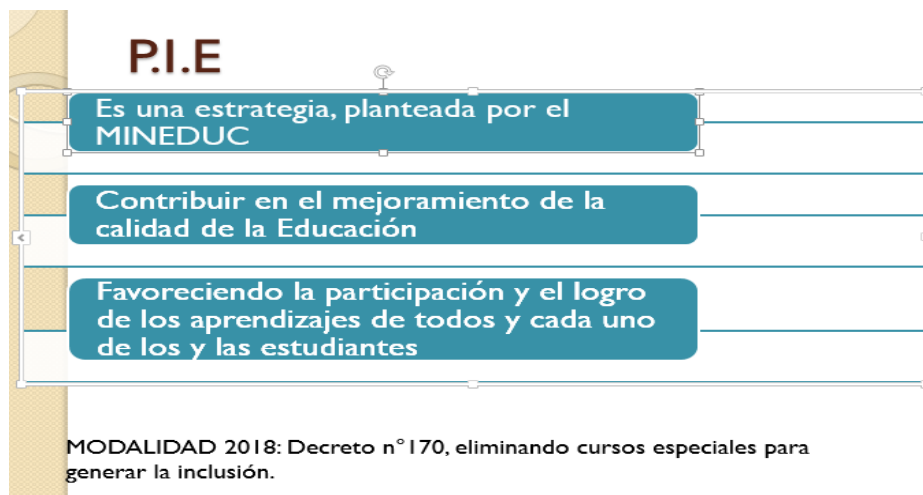 P.I.E
Es una estrategia, planteada por el
MINEDUC
Contribuir en el mejoramiento de la
calidad de la Educación
Favoreciendo la participación y el logro
de los aprendizajes de todos y cada uno
de los y las estudiantes
MODALIDAD 2018: Decreto n°170, eliminando cursos especiales para
generar la inclusión.